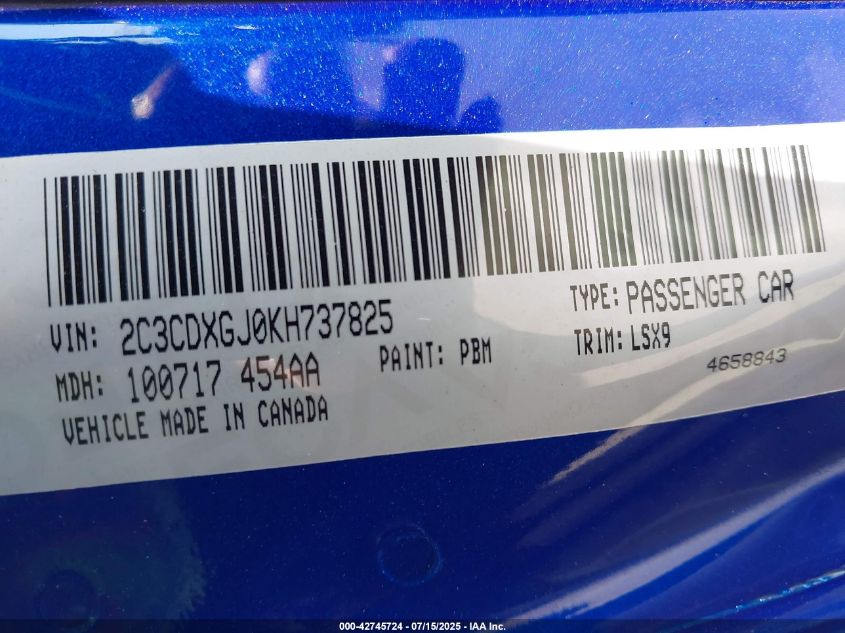 TYPE: PASSENGER CAR
VIN: 2C3CDXGJ0KH737825
TRIM: LSX9
PAINT: PBM
MDH: 100717 454AA
4658843
VEHICLE MADE IN CANADA
000-42745724 - 07/15/2025 - IAA Inc.